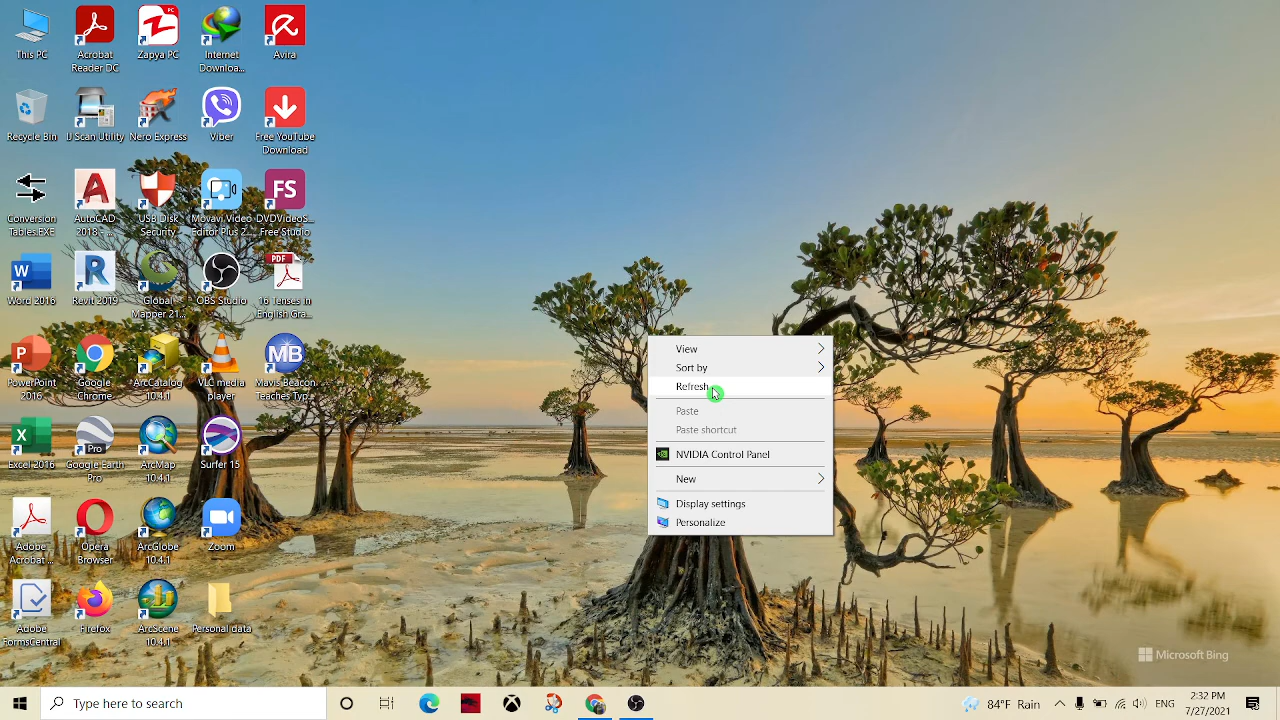 This PC
Acrobat
Reader DC
Zapya PC
Internet
Downloa...
Avira
Recycle Bin
IJ Scan Utility
Nero Express
Viber
Free YouTube
Download
Conversion
Tables.EXE
AutoCAD
2018 - ...
USB Disk
Security
Movavi Video
Editor Plus 2...
DVDVideoS...
Free Studio
Word 2016
Revit 2019
Global
Mapper 21...
OBS Studio
16 Tenses in
English Gra...
PowerPoint
2016
Google
Chrome
ArcCatalog
10.4.1
VLC media
player
Mavis Beacon
Teaches Typ...
Excel 2016
Google Earth
Pro
ArcMap
10.4.1
Surfer 15
Adobe
Acrobat ...
Opera
Browser
ArcGlobe
10.4.1
Zoom
Adobe
FormsCentral
Firefox
ArcScene
10.4.1
Personal data
PC
FS
PDF
MB
Pro
View
Sort by
Refresh
Paste
Paste shortcut
NVIDIA Control Panel
New
Display settings
Personalize
Microsoft Bing
Type here to search
84°F Rain
ENG
2:32 PM
7/27/2021